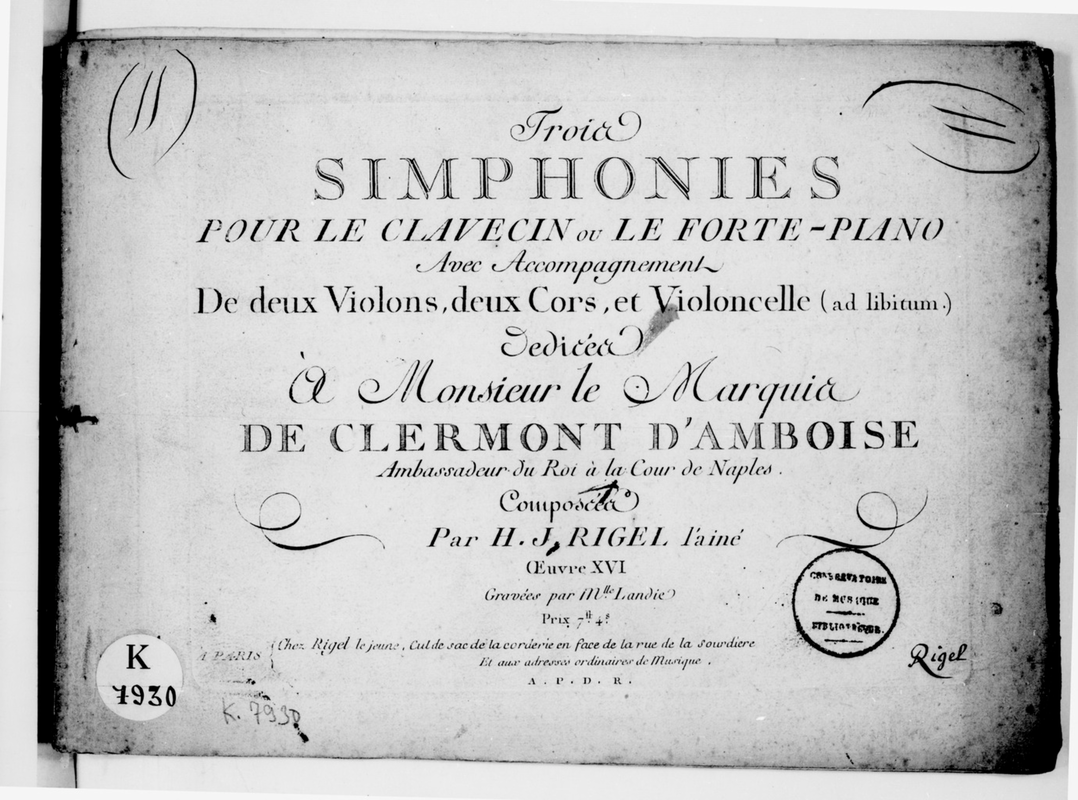 Trois
SIMPHONIES
POUR LE CLAVECIN ou LE FORTE-PIANO
Avec Accompagnement
De deux Violons, deux Cors, et Violoncelle (ad libitum.)
Dediées
À Monsieur le Marquis
DE CLERMONT D'AMBOISE
Ambassadeur du Roi à la Cour de Naples.
Composées
Par H. J. RIGEL l'ainé
Œuvre XVI
Gravées par Mlle Landié
Prix 7tt 4s
A PARIS { Chez Rigel le jeune, Cul de sac de la corderie en face de la rue de la Sourdiere
Et aux adresses ordinaires de Musique.
A. P. D. R.
CONSERVATOIRE
DE MUSIQUE
BIBLIOTHÈQUE.
Rigel
K
7930
K. 7930